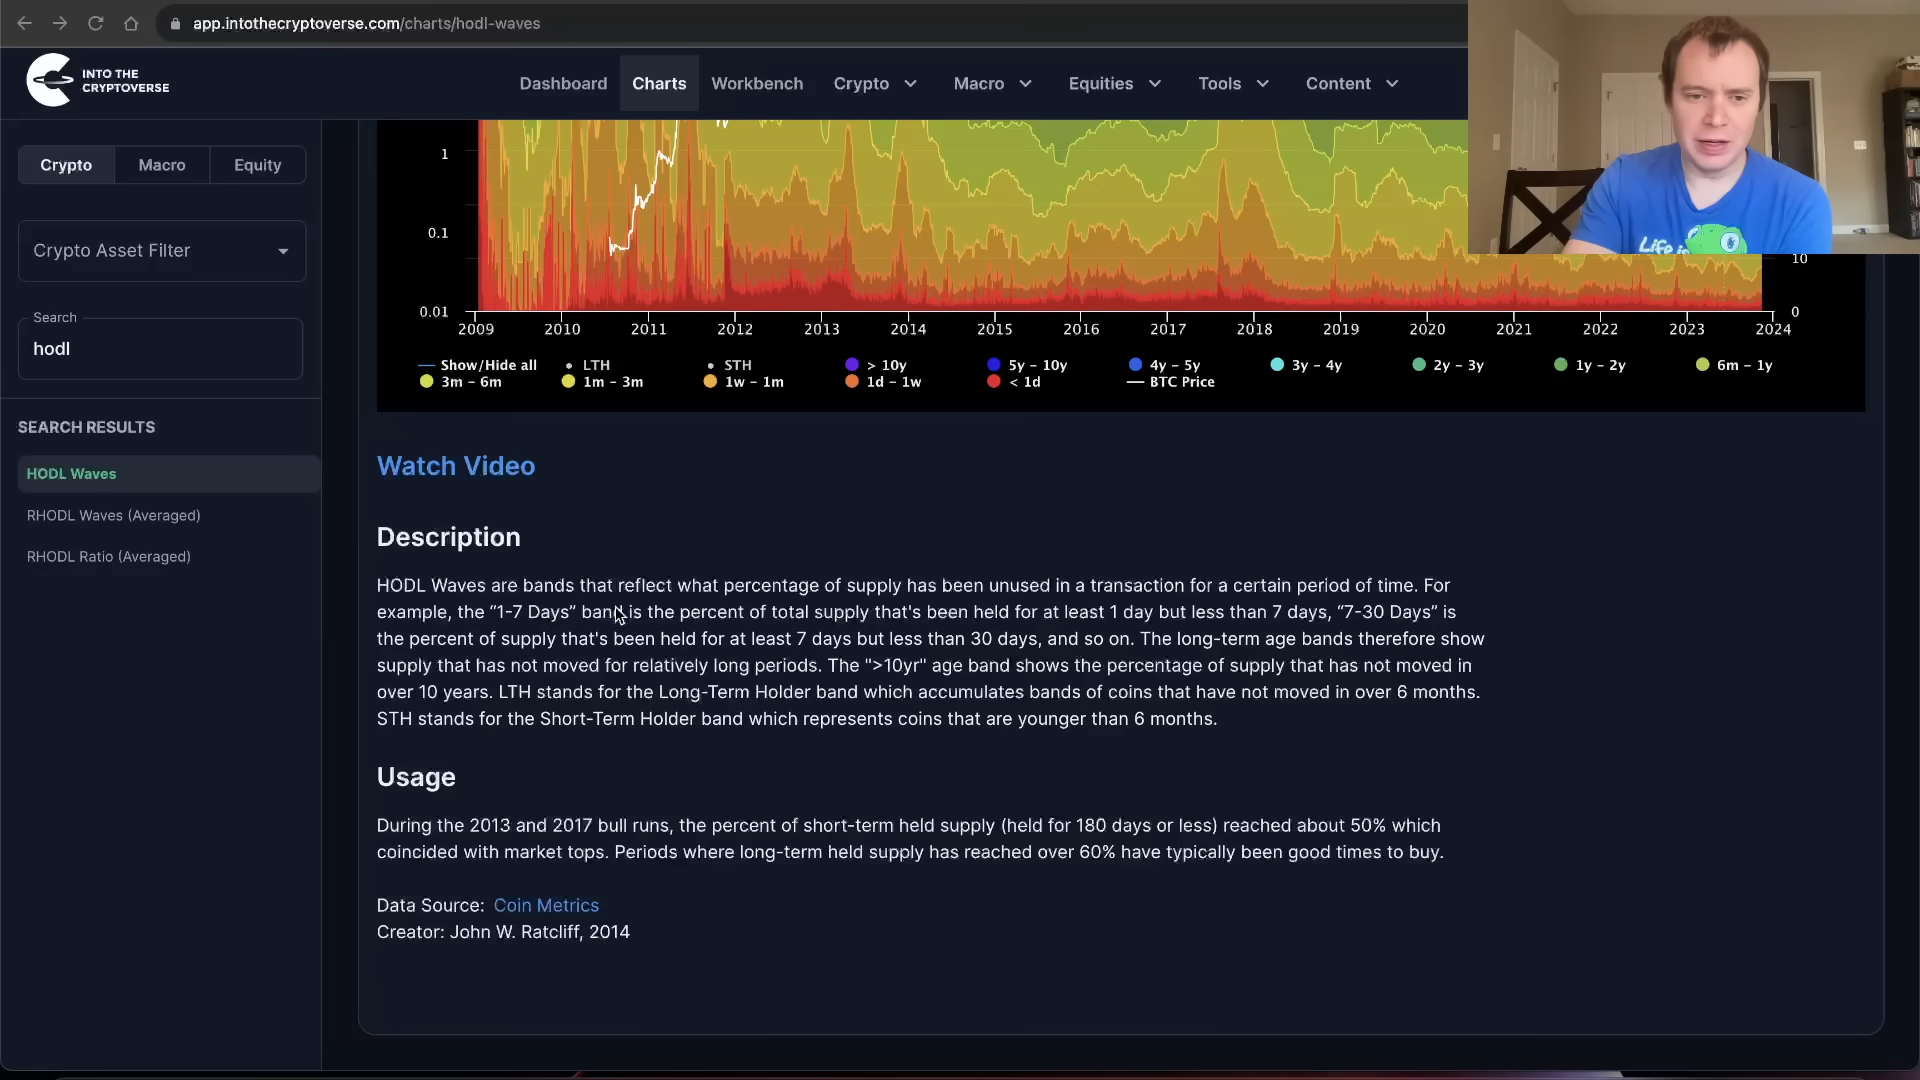 app.intothecryptoverse.com/charts/hodl-waves
INTO THE
CRYPTOVERSE
Dashboard
Charts
Workbench
Crypto
Macro
Equities
Tools
Content
Crypto
Macro
Equity
Crypto Asset Filter
Search
hodl
SEARCH RESULTS
HODL Waves
RHODL Waves (Averaged)
RHODL Ratio (Averaged)
1
0.1
0.01
10
0
2009 2010 2011 2012 2013 2014 2015 2016 2017 2018 2019 2020 2021 2022 2023 2024
Show/Hide all LTH STH > 10y 5y – 10y 4y – 5y 3y – 4y 2y – 3y 1y – 2y 6m – 1y
3m – 6m 1m – 3m 1w – 1m 1d – 1w < 1d BTC Price
Life is
Watch Video
Description
HODL Waves are bands that reflect what percentage of supply has been unused in a transaction for a certain period of time. For
example, the “1-7 Days” band is the percent of total supply that's been held for at least 1 day but less than 7 days, “7-30 Days” is
the percent of supply that's been held for at least 7 days but less than 30 days, and so on. The long-term age bands therefore show
supply that has not moved for relatively long periods. The ">10yr" age band shows the percentage of supply that has not moved in
over 10 years. LTH stands for the Long-Term Holder band which accumulates bands of coins that have not moved in over 6 months.
STH stands for the Short-Term Holder band which represents coins that are younger than 6 months.
Usage
During the 2013 and 2017 bull runs, the percent of short-term held supply (held for 180 days or less) reached about 50% which
coincided with market tops. Periods where long-term held supply has reached over 60% have typically been good times to buy.
Data Source: Coin Metrics
Creator: John W. Ratcliff, 2014